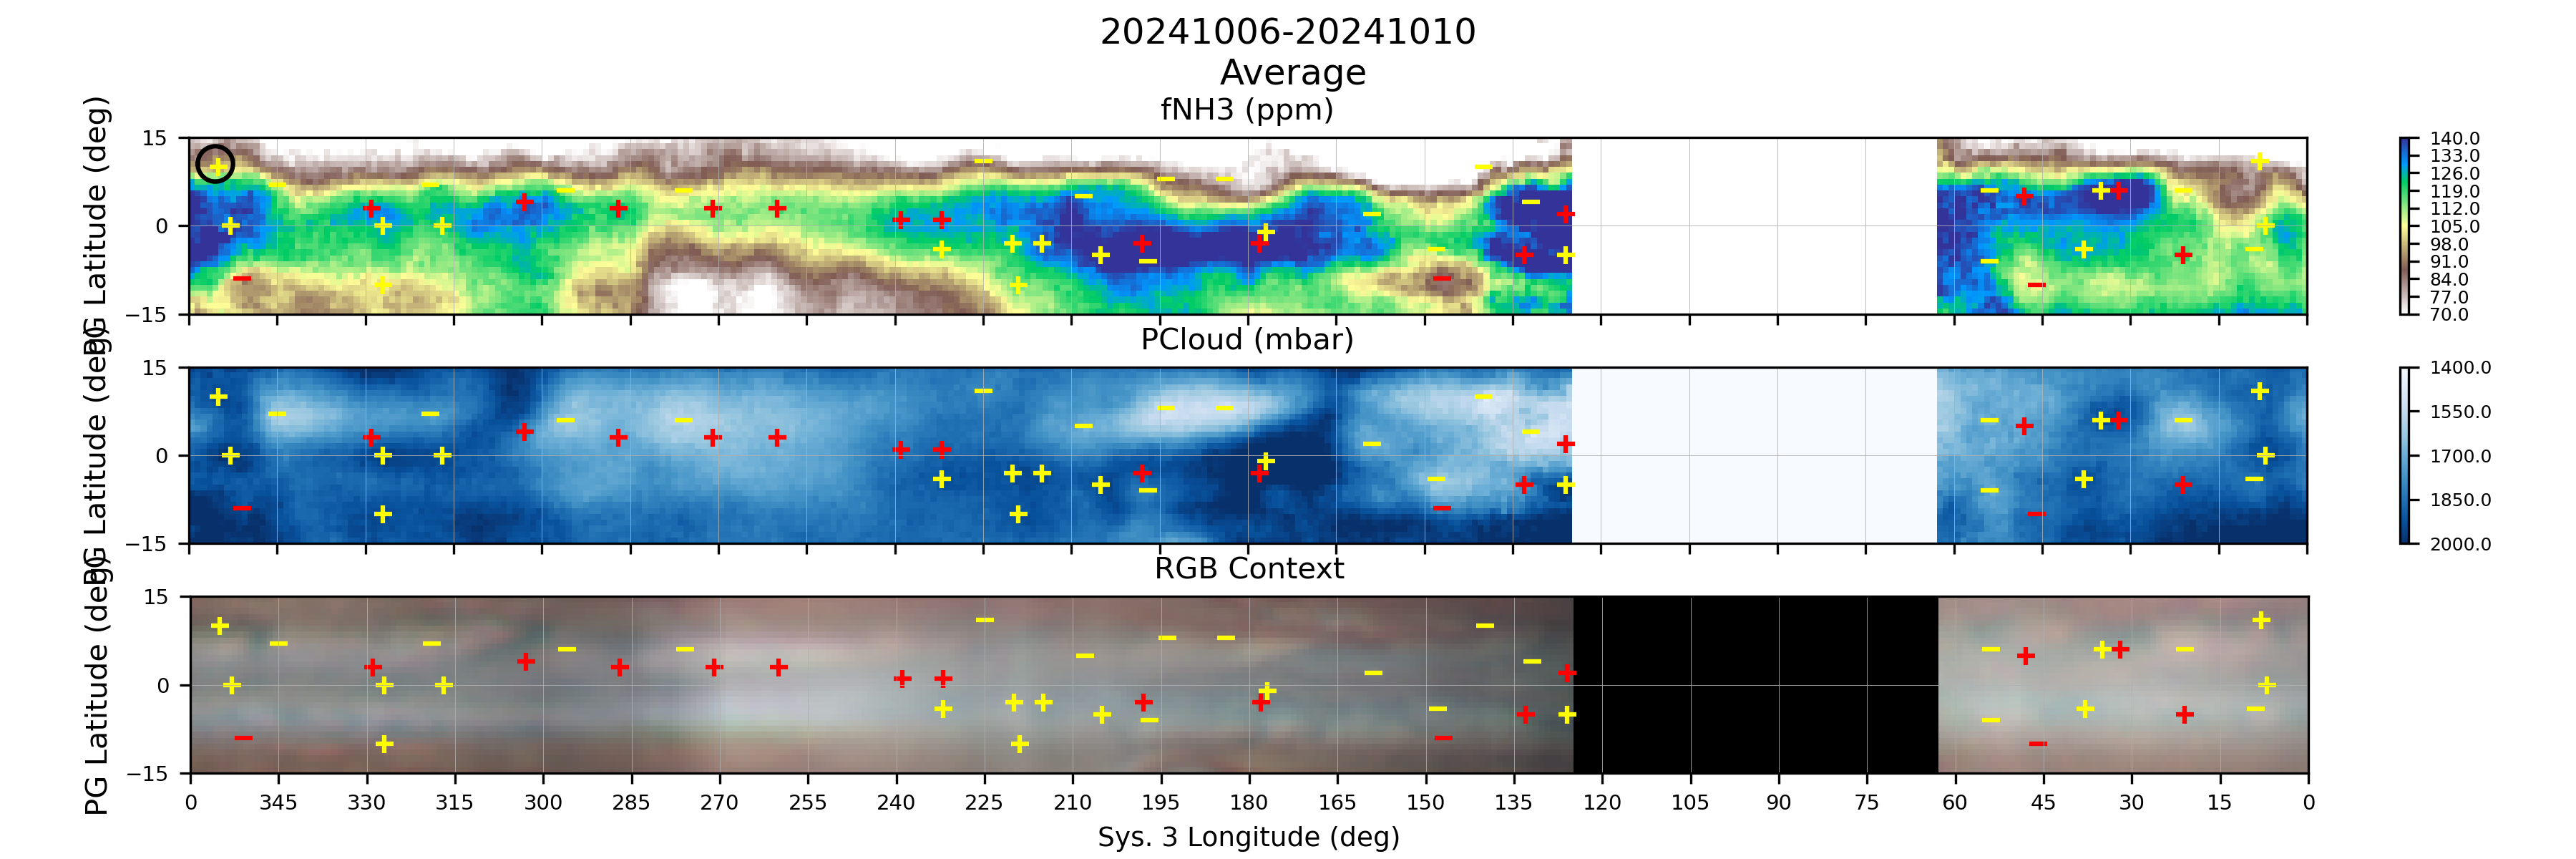 20241006-20241010
Average
fNH3 (ppm)
PG Latitude (deg)
15
0
−15
140.0
133.0
126.0
119.0
112.0
105.0
98.0
91.0
84.0
77.0
70.0
PCloud (mbar)
PG Latitude (deg)
15
0
−15
1400.0
1550.0
1700.0
1850.0
2000.0
RGB Context
PG Latitude (deg)
15
0
−15
0 345 330 315 300 285 270 255 240 225 210 195 180 165 150 135 120 105 90 75 60 45 30 15 0
Sys. 3 Longitude (deg)